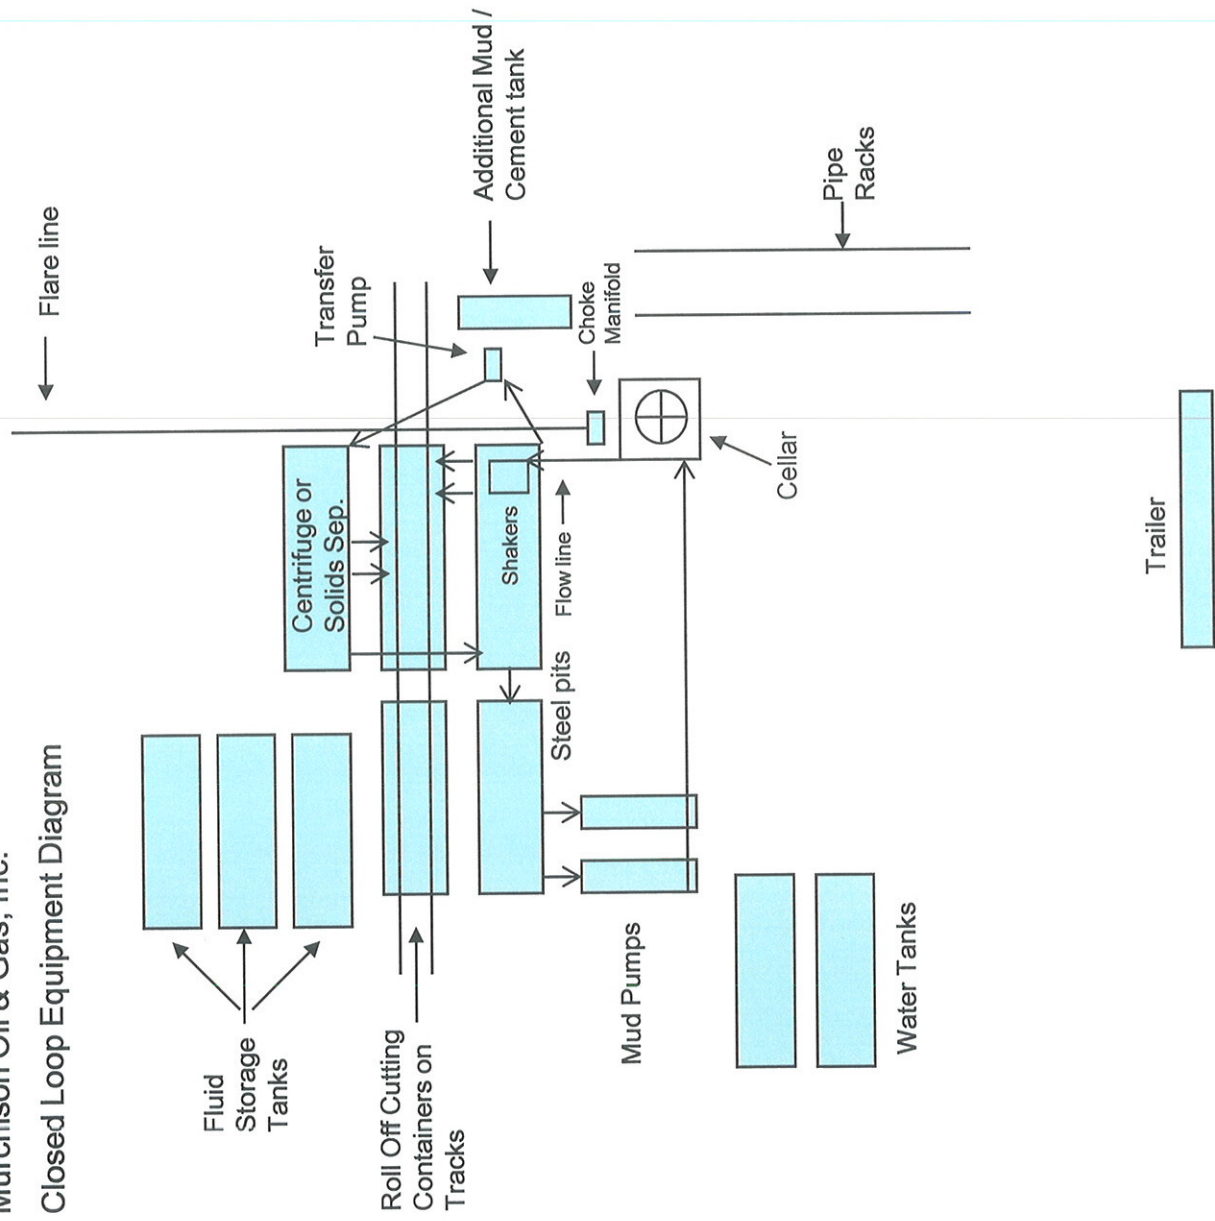 Murchison Oil & Gas, Inc.
Closed Loop Equipment Diagram
Flare line
Fluid
Storage
Tanks
Centrifuge or
Solids Sep.
Transfer
Pump
Roll Off Cutting
Containers on
Tracks
Additional Mud /
Cement tank
Shakers
Steel pits
Flow line
Choke
Manifold
Mud Pumps
Cellar
Pipe
Racks
Water Tanks
Trailer